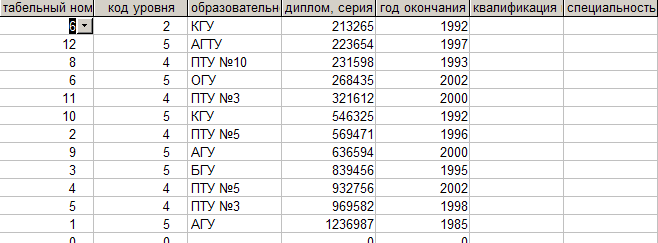 табельный ном код уровня образовательн диплом, серия год окончания квалификация специальность
6 2 КГУ 213265 1992
12 5 АГТУ 223654 1997
8 4 ПТУ №10 231598 1993
6 5 ОГУ 268435 2002
11 4 ПТУ №3 321612 2000
10 5 КГУ 546325 1992
2 4 ПТУ №5 569471 1996
9 5 АГУ 636594 2000
3 5 БГУ 839456 1995
4 4 ПТУ №5 932756 2002
5 4 ПТУ №3 969582 1998
1 5 АГУ 1236987 1985
0 0 0 0